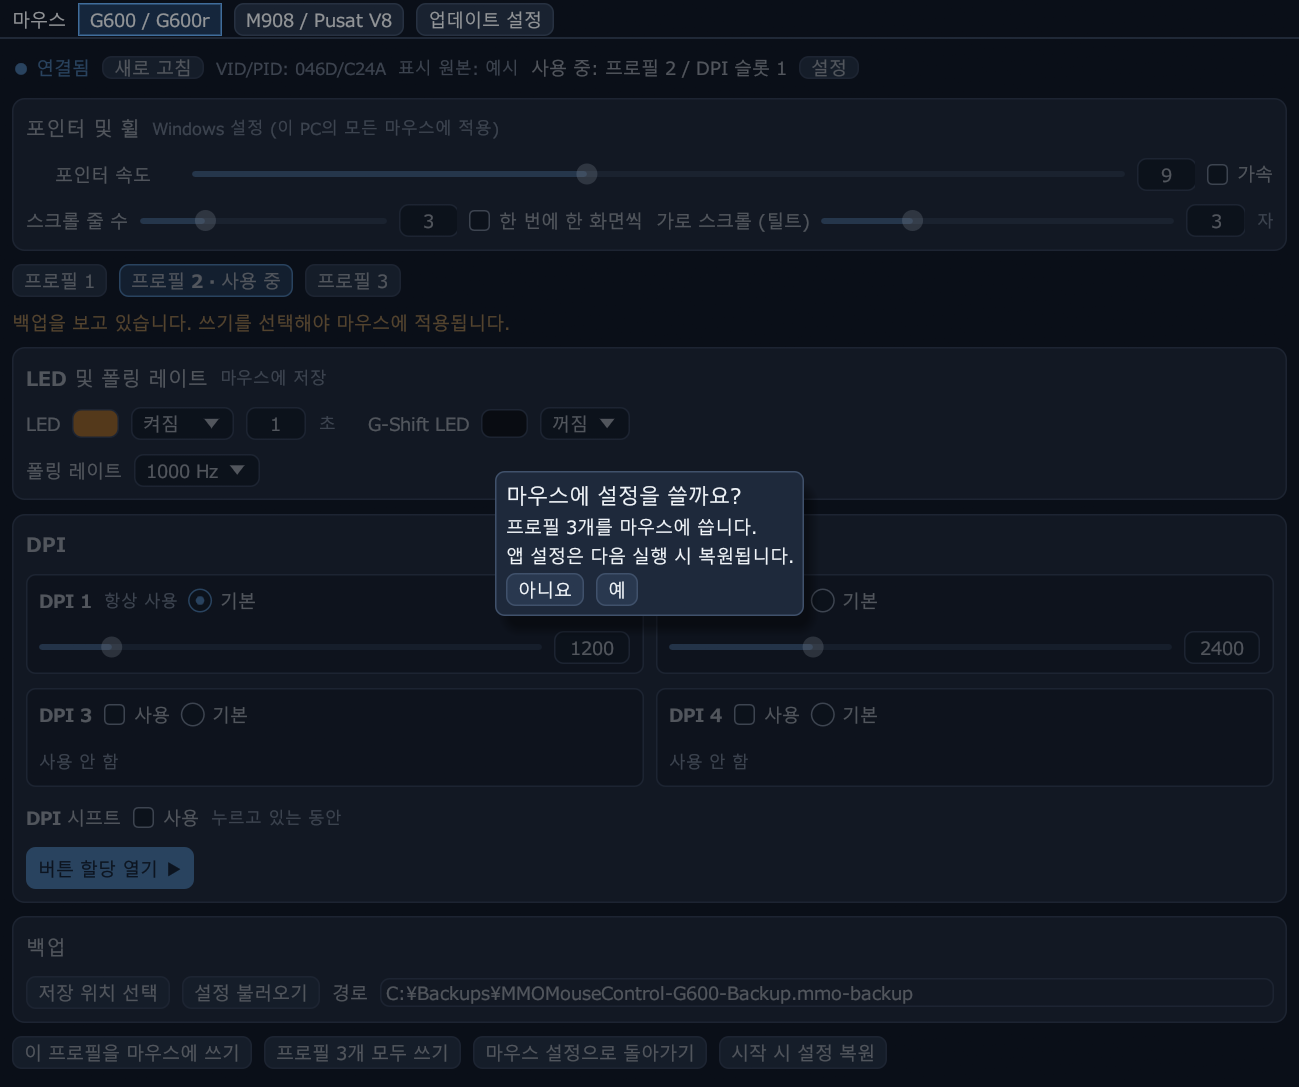 마우스 G600 / G600r M908 / Pusat V8 업데이트 설정
연결됨 새로 고침 VID/PID: 046D/C24A 표시 원본: 예시 사용 중: 프로필 2 / DPI 슬롯 1 설정
포인터 및 휠 Windows 설정 (이 PC의 모든 마우스에 적용)
포인터 속도 9 가속
스크롤 줄 수 3 한 번에 한 화면씩 가로 스크롤 (틸트) 3 자
프로필 1 프로필 2 · 사용 중 프로필 3
백업을 보고 있습니다. 쓰기를 선택해야 마우스에 적용됩니다.
LED 및 폴링 레이트 마우스에 저장
LED 켜짐 1 초 G-Shift LED 꺼짐
폴링 레이트 1000 Hz
마우스에 설정을 쓸까요?
프로필 3개를 마우스에 씁니다.
앱 설정은 다음 실행 시 복원됩니다.
아니요 예
DPI
DPI 1 항상 사용 기본 기본
1200 2400
DPI 3 사용 기본 DPI 4 사용 기본
사용 안 함 사용 안 함
DPI 시프트 사용 누르고 있는 동안
버튼 할당 열기 ▶
백업
저장 위치 선택 설정 불러오기 경로 C:¥Backups¥MMOMouseControl-G600-Backup.mmo-backup
이 프로필을 마우스에 쓰기 프로필 3개 모두 쓰기 마우스 설정으로 돌아가기 시작 시 설정 복원